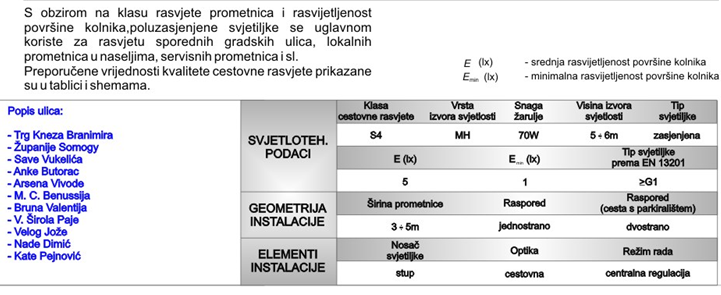 S obzirom na klasu rasvjete prometnica i rasvijetljenost
površine kolnika,poluzasjenjene svjetiljke se uglavnom
koriste za rasvjetu sporednih gradskih ulica, lokalnih
prometnica u naseljima, servisnih prometnica i sl.
Preporučene vrijednosti kvalitete cestovne rasvjete prikazane
su u tablici i shemama.
E (lx) - srednja rasvijetljenost površine kolnika
Emin (lx) - minimalna rasvijetljenost površine kolnika
Popis ulica:
- Trg Kneza Branimira
- Županije Somogy
- Save Vukelića
- Anke Butorac
- Arsena Vivode
- M. C. Benussija
- Bruna Valentija
- V. Širola Paje
- Velog Jože
- Nade Dimić
- Kate Pejnović
SVJETLOTEH.
PODACI
Klasa
cestovne rasvjete
Vrsta
izvora svjetlosti
Snaga
žarulje
Visina izvora
svjetlosti
Tip
svjetiljke
S4 MH 70W 5 ÷ 6m zasjenjena
E (lx) Emin (lx) Tip svjetiljke
prema EN 13201
5 1 ≥G1
GEOMETRIJA
INSTALACIJE
Širina prometnice Raspored Raspored
(cesta s parkiralištem)
3 ÷ 5m jednostrano dvostrano
ELEMENTI
INSTALACIJE
Nosač
svjetiljke
Optika Režim rada
stup cestovna centralna regulacija